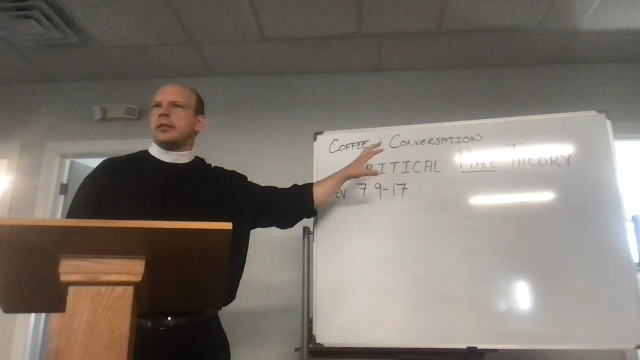 COFFEE & CONVERSATION
RITICAL RACE THEORY
EV 7 9-17